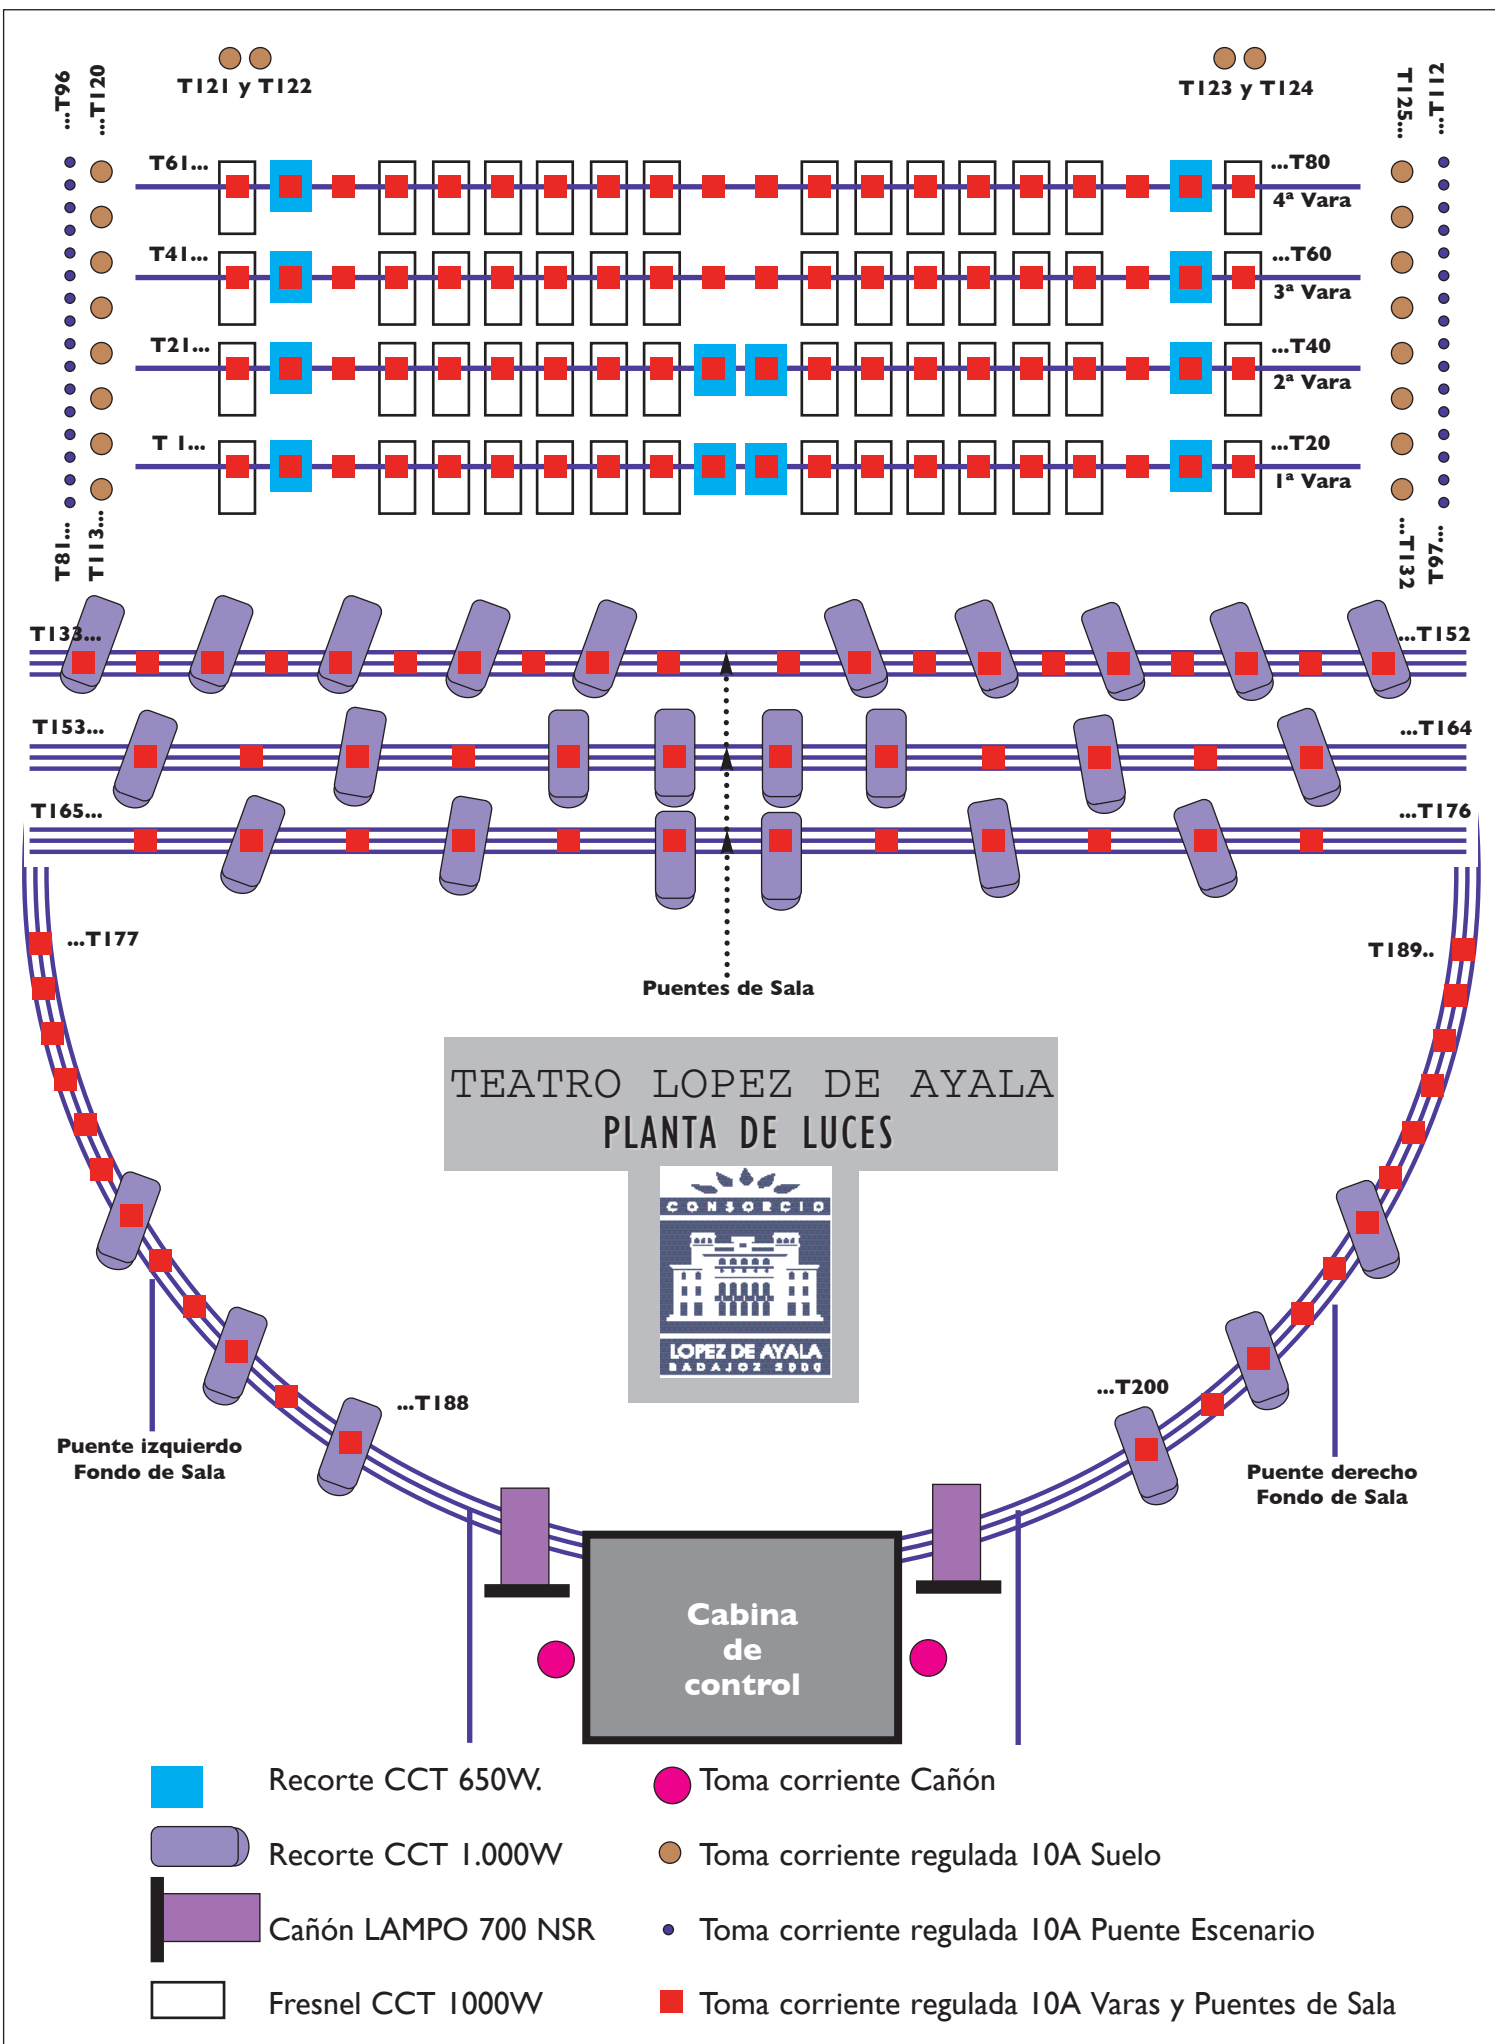 T121 y T122
T123 y T124
...T96
...T120
T125...
...T112
T61...
...T80
4ª Vara
T41...
...T60
3ª Vara
T21...
...T40
2ª Vara
T 1...
...T20
1ª Vara
T81...
T113...
...T132
T97...
T133...
...T152
T153...
...T164
T165...
...T176
...T177
T189..
Puentes de Sala
TEATRO LOPEZ DE AYALA
PLANTA DE LUCES
CONSORCIO
LOPEZ DE AYALA
BADAJOZ 2000
...T188
...T200
Puente izquierdo
Fondo de Sala
Puente derecho
Fondo de Sala
Cabina
de
control
Recorte CCT 650W.
Toma corriente Cañón
Recorte CCT 1.000W
Toma corriente regulada 10A Suelo
Cañón LAMPO 700 NSR
Toma corriente regulada 10A Puente Escenario
Fresnel CCT 1000W
Toma corriente regulada 10A Varas y Puentes de Sala